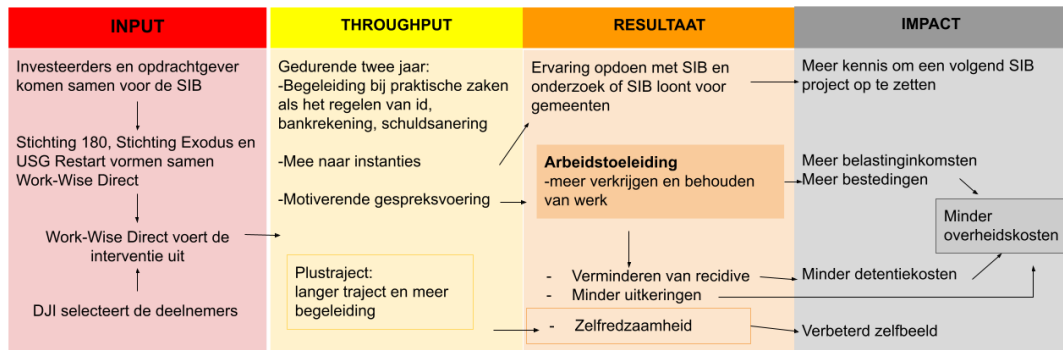 INPUT
Investeerders en opdrachtgever
komen samen voor de SIB
Stichting 180, Stichting Exodus en
USG Restart vormen samen
Work-Wise Direct
Work-Wise Direct voert de
interventie uit
DJI selecteert de deelnemers
THROUGHPUT
Gedurende twee jaar:
-Begeleiding bij praktische zaken
als het regelen van id,
bankrekening, schuldsanering
-Mee naar instanties
-Motiverende gespreksvoering
Plustraject:
langer traject en meer
begeleiding
RESULTAAT
Ervaring opdoen met SIB en
onderzoek of SIB loont voor
gemeenten
Arbeidstoeleiding
-meer verkrijgen en behouden
van werk
- Verminderen van recidive
- Minder uitkeringen
- Zelfredzaamheid
IMPACT
Meer kennis om een volgend SIB
project op te zetten
Meer belastinginkomsten
Meer bestedingen
Minder
overheidskosten
Minder detentiekosten
Verbeterd zelfbeeld